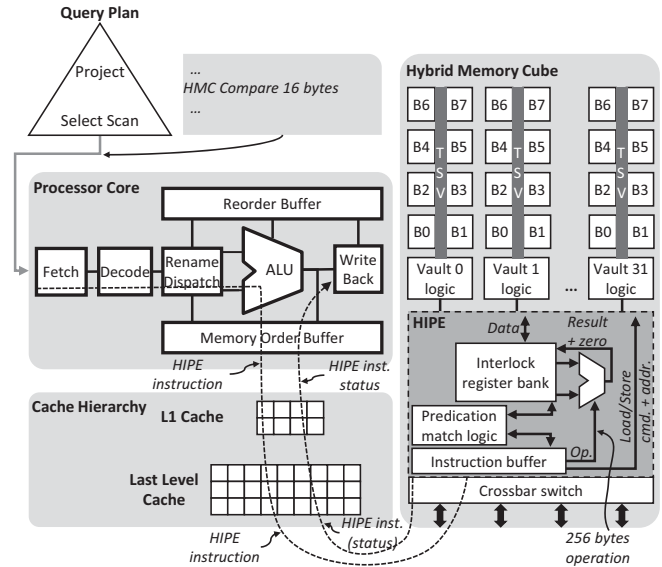 Query Plan
Project
Select Scan
...
HMC Compare 16 bytes
...
Processor Core
Reorder Buffer
Fetch
Decode
Rename
Dispatch
ALU
Write
Back
Memory Order Buffer
HIPE
instruction
HIPE inst.
status
Cache Hierarchy
L1 Cache
Last Level
Cache
HIPE
instruction
HIPE inst.
(status)
Hybrid Memory Cube
B6 B7 B6 B7 B6 B7
B4 B5 B4 B5 B4 B5
B2 B3 B2 B3 B2 B3
B0 B1 B0 B1 B0 B1
TSV TSV TSV
Vault 0
logic
Vault 1
logic
...
Vault 31
logic
HIPE
Data
Result
+ zero
Interlock
register bank
Predication
match logic
Instruction buffer
Op.
Load/Store
cmd. + addr.
Crossbar switch
256 bytes
operation